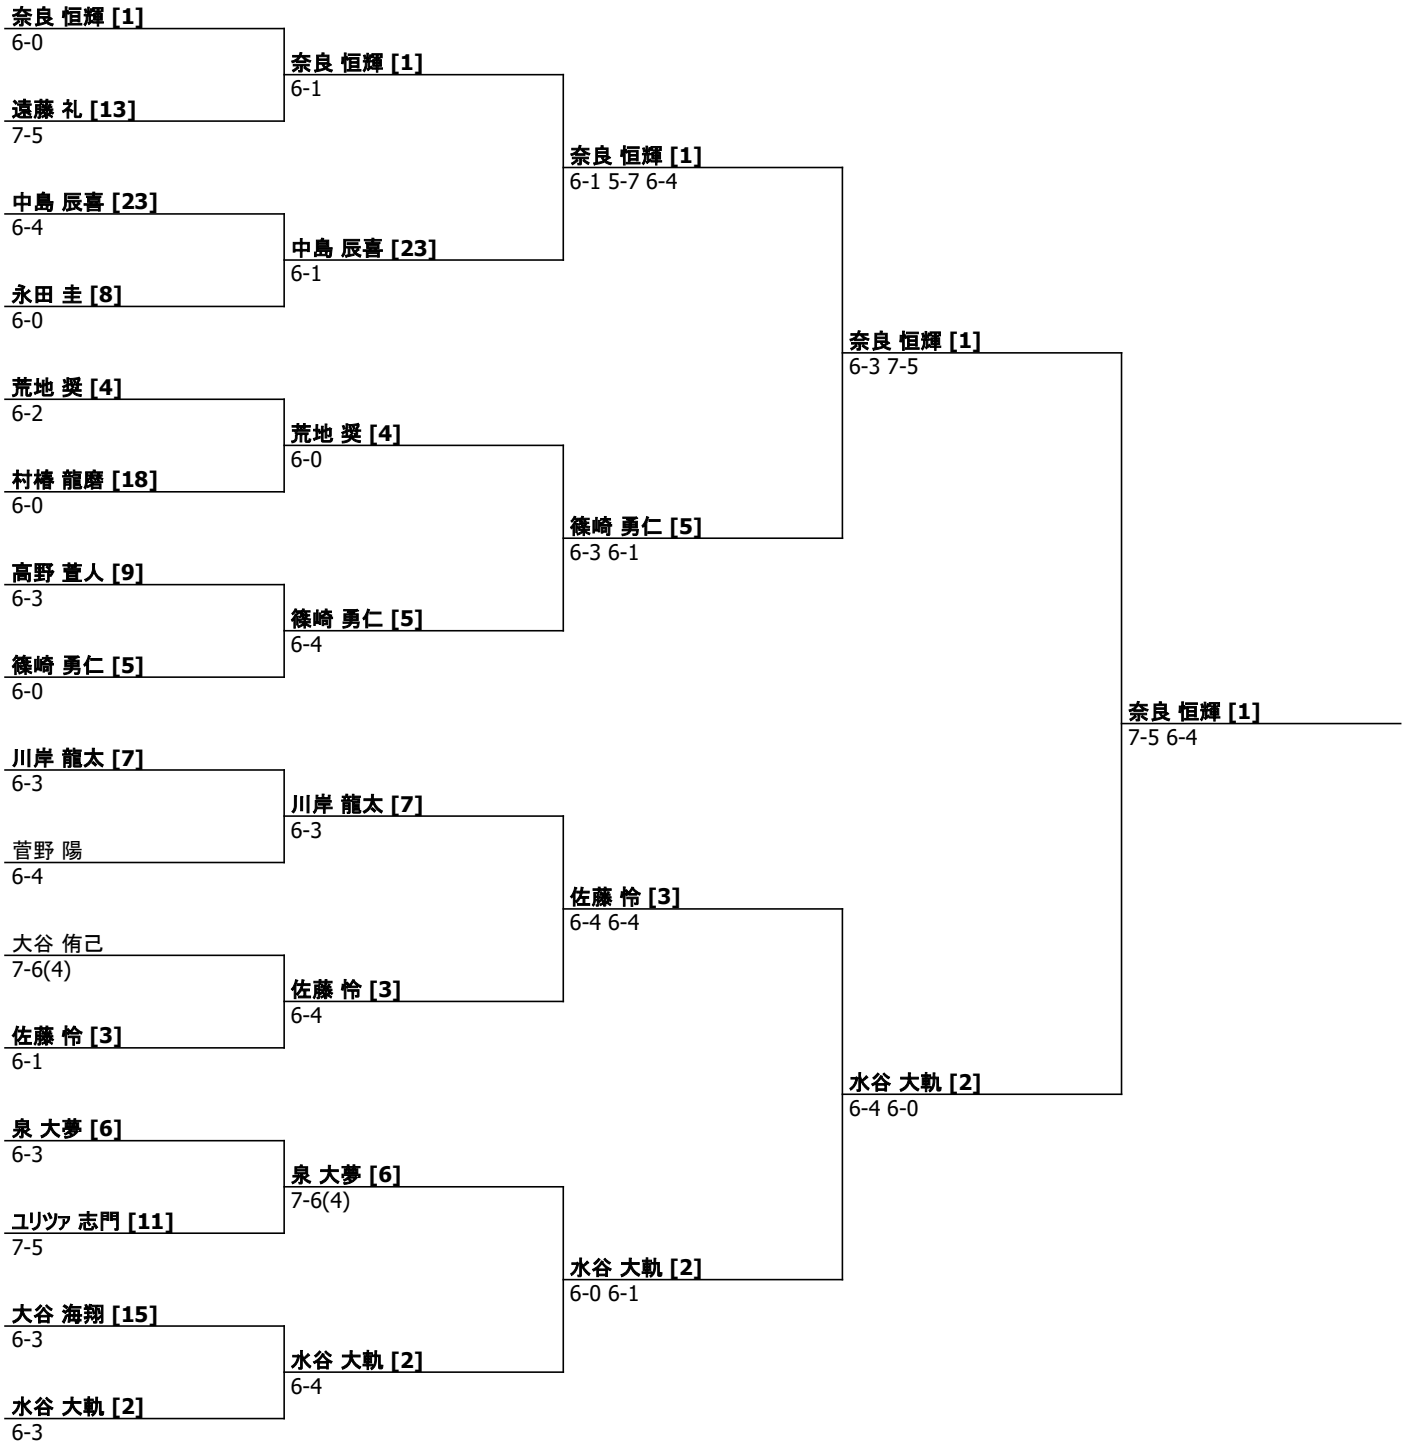 奈良 恒輝 [1]
6-0
奈良 恒輝 [1]
6-1
遠藤 礼 [13]
7-5
奈良 恒輝 [1]
6-1 5-7 6-4
中島 辰喜 [23]
6-4
中島 辰喜 [23]
6-1
永田 圭 [8]
6-0
奈良 恒輝 [1]
6-3 7-5
荒地 奨 [4]
6-2
荒地 奨 [4]
6-0
村椿 龍磨 [18]
6-0
篠崎 勇仁 [5]
6-3 6-1
高野 萱人 [9]
6-3
篠崎 勇仁 [5]
6-4
篠崎 勇仁 [5]
6-0
奈良 恒輝 [1]
7-5 6-4
川岸 龍太 [7]
6-3
川岸 龍太 [7]
6-3
菅野 陽
6-4
佐藤 怜 [3]
6-4 6-4
大谷 侑己
7-6(4)
佐藤 怜 [3]
6-4
佐藤 怜 [3]
6-1
水谷 大軌 [2]
6-4 6-0
泉 大夢 [6]
6-3
泉 大夢 [6]
7-6(4)
ユリツァ 志門 [11]
7-5
水谷 大軌 [2]
6-0 6-1
大谷 海翔 [15]
6-3
水谷 大軌 [2]
6-4
水谷 大軌 [2]
6-3